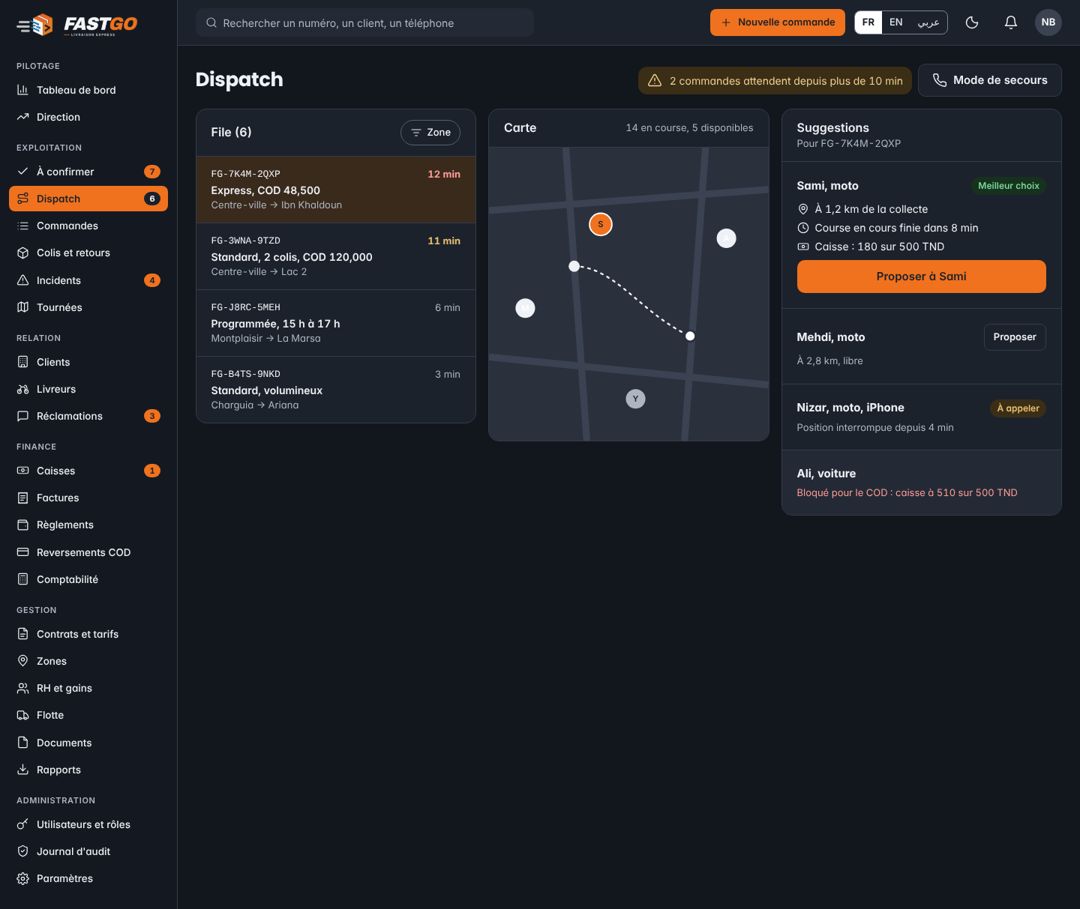 FASTGO
LIVRAISON EXPRESS
PILOTAGE
Tableau de bord
Direction
EXPLOITATION
À confirmer 7
Dispatch 6
Commandes
Colis et retours
Incidents 4
Tournées
RELATION
Clients
Livreurs
Réclamations 3
FINANCE
Caisses 1
Factures
Règlements
Reversements COD
Comptabilité
GESTION
Contrats et tarifs
Zones
RH et gains
Flotte
Documents
Rapports
ADMINISTRATION
Utilisateurs et rôles
Journal d'audit
Paramètres
Rechercher un numéro, un client, un téléphone
+ Nouvelle commande
FR EN عربي
NB
Dispatch
2 commandes attendent depuis plus de 10 min
Mode de secours
File (6)
Zone
FG-7K4M-2QXP 12 min
Express, COD 48,500
Centre-ville → Ibn Khaldoun
FG-3WNA-9TZD 11 min
Standard, 2 colis, COD 120,000
Centre-ville → Lac 2
FG-J8RC-5MEH 6 min
Programmée, 15 h à 17 h
Montplaisir → La Marsa
FG-B4TS-9NKD 3 min
Standard, volumineux
Charguia → Ariana
Carte
14 en course, 5 disponibles
S
Y
Suggestions
Pour FG-7K4M-2QXP
Sami, moto
Meilleur choix
À 1,2 km de la collecte
Course en cours finie dans 8 min
Caisse : 180 sur 500 TND
Proposer à Sami
Mehdi, moto
Proposer
À 2,8 km, libre
Nizar, moto, iPhone
À appeler
Position interrompue depuis 4 min
Ali, voiture
Bloqué pour le COD : caisse à 510 sur 500 TND